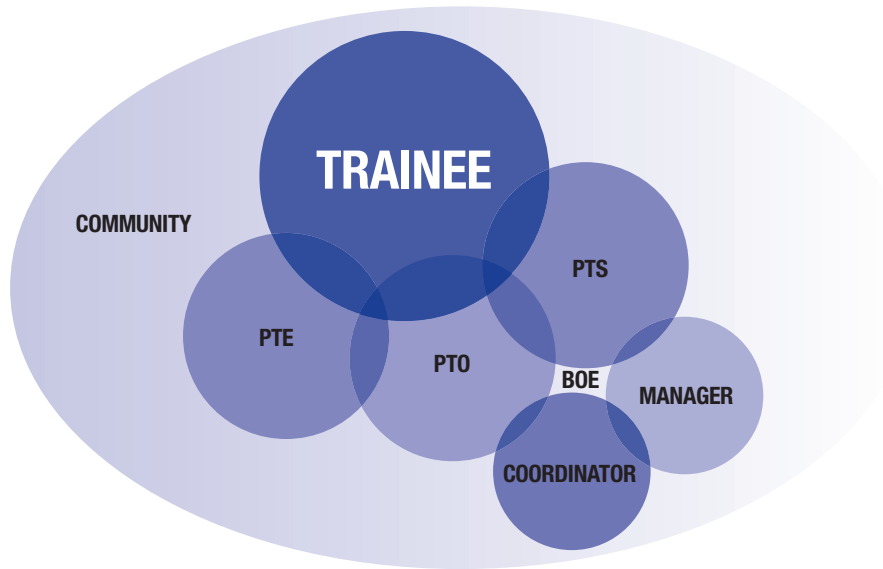 TRAINEE
COMMUNITY
PTS
PTE
PTO
BOE
MANAGER
COORDINATOR